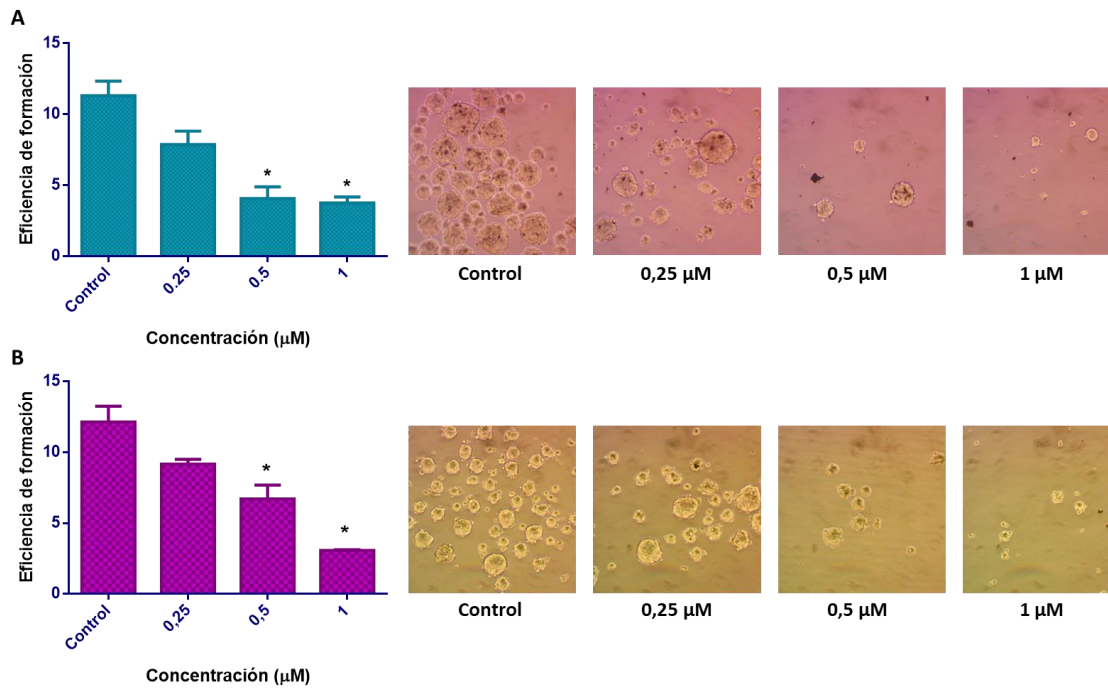 A
Eficiencia de formación
15
10
5
0
*
*
Control
0.25
0.5
1
Concentración (μM)
Control
0,25 μM
0,5 μM
1 μM
B
Eficiencia de formación
15
10
5
0
*
*
Control
0,25
0,5
1
Concentración (μM)
Control
0,25 μM
0,5 μM
1 μM